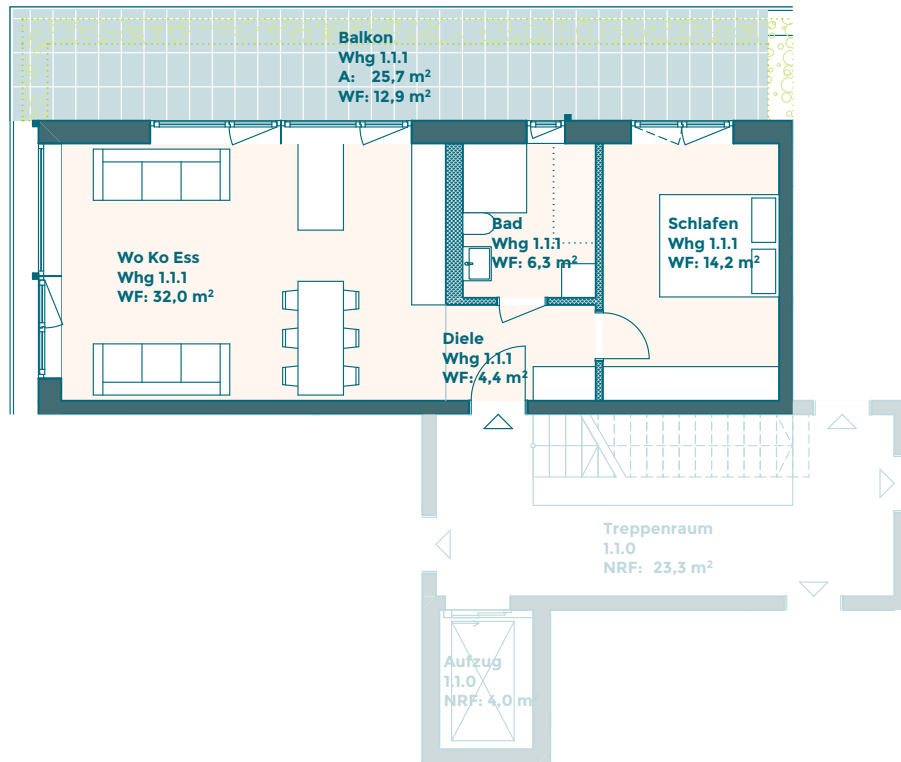 Balkon
Whg 1.1.1
A: 25,7 m²
WF: 12,9 m²
Wo Ko Ess
Whg 1.1.1
WF: 32,0 m²
Bad
Whg 1.1.1
WF: 6,3 m²
Schlafen
Whg 1.1.1
WF: 14,2 m²
Diele
Whg 1.1.1
WF: 4,4 m²
Treppenraum
1.1.0
NRF: 23,3 m²
Aufzug
1.1.0
NRF: 4,0 m²